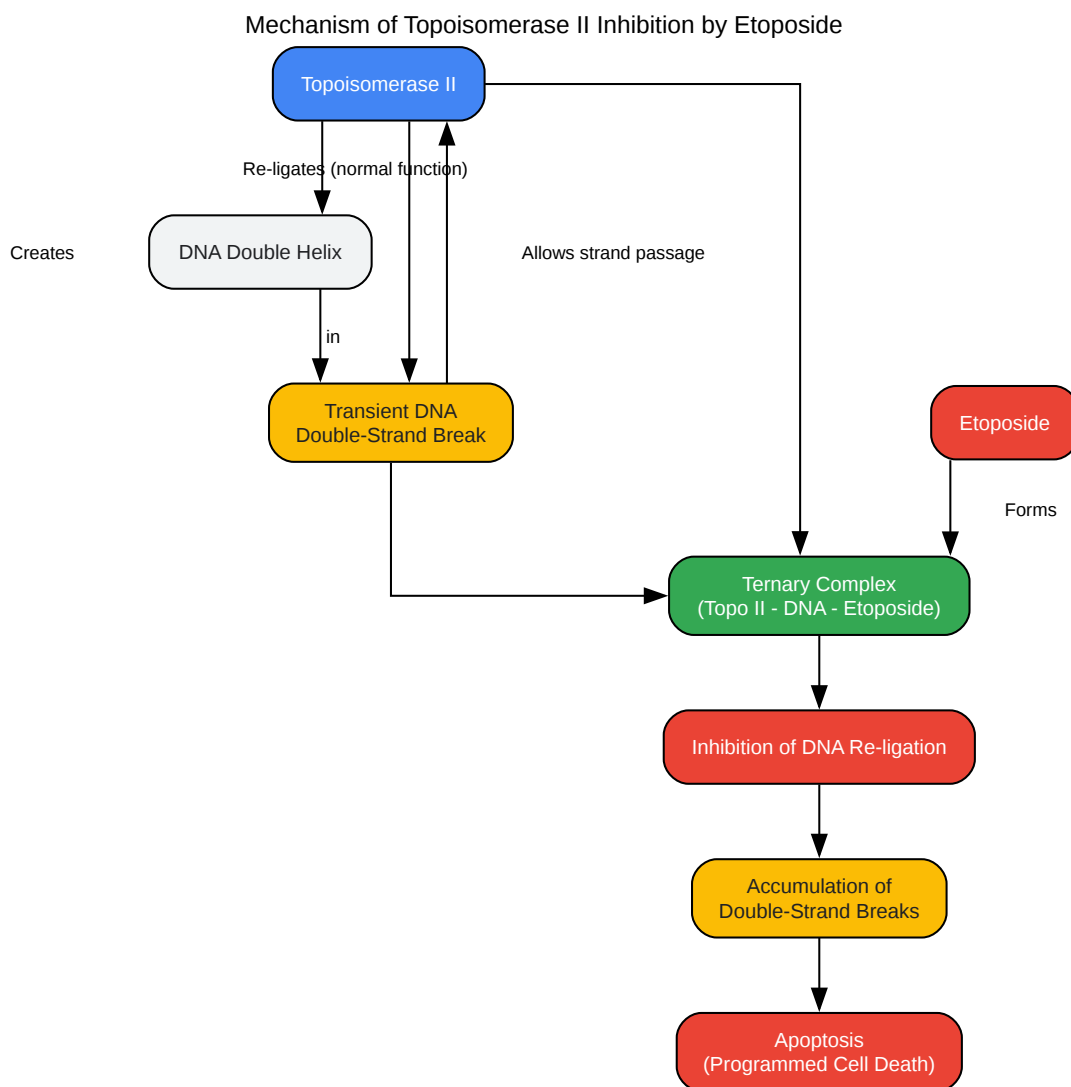 Mechanism of Topoisomerase II Inhibition by Etoposide
Topoisomerase II
Re-ligates (normal function)
Creates
DNA Double Helix
Allows strand passage
in
Transient DNA
Double-Strand Break
Etoposide
Forms
Ternary Complex
(Topo II - DNA - Etoposide)
Inhibition of DNA Re-ligation
Accumulation of
Double-Strand Breaks
Apoptosis
(Programmed Cell Death)